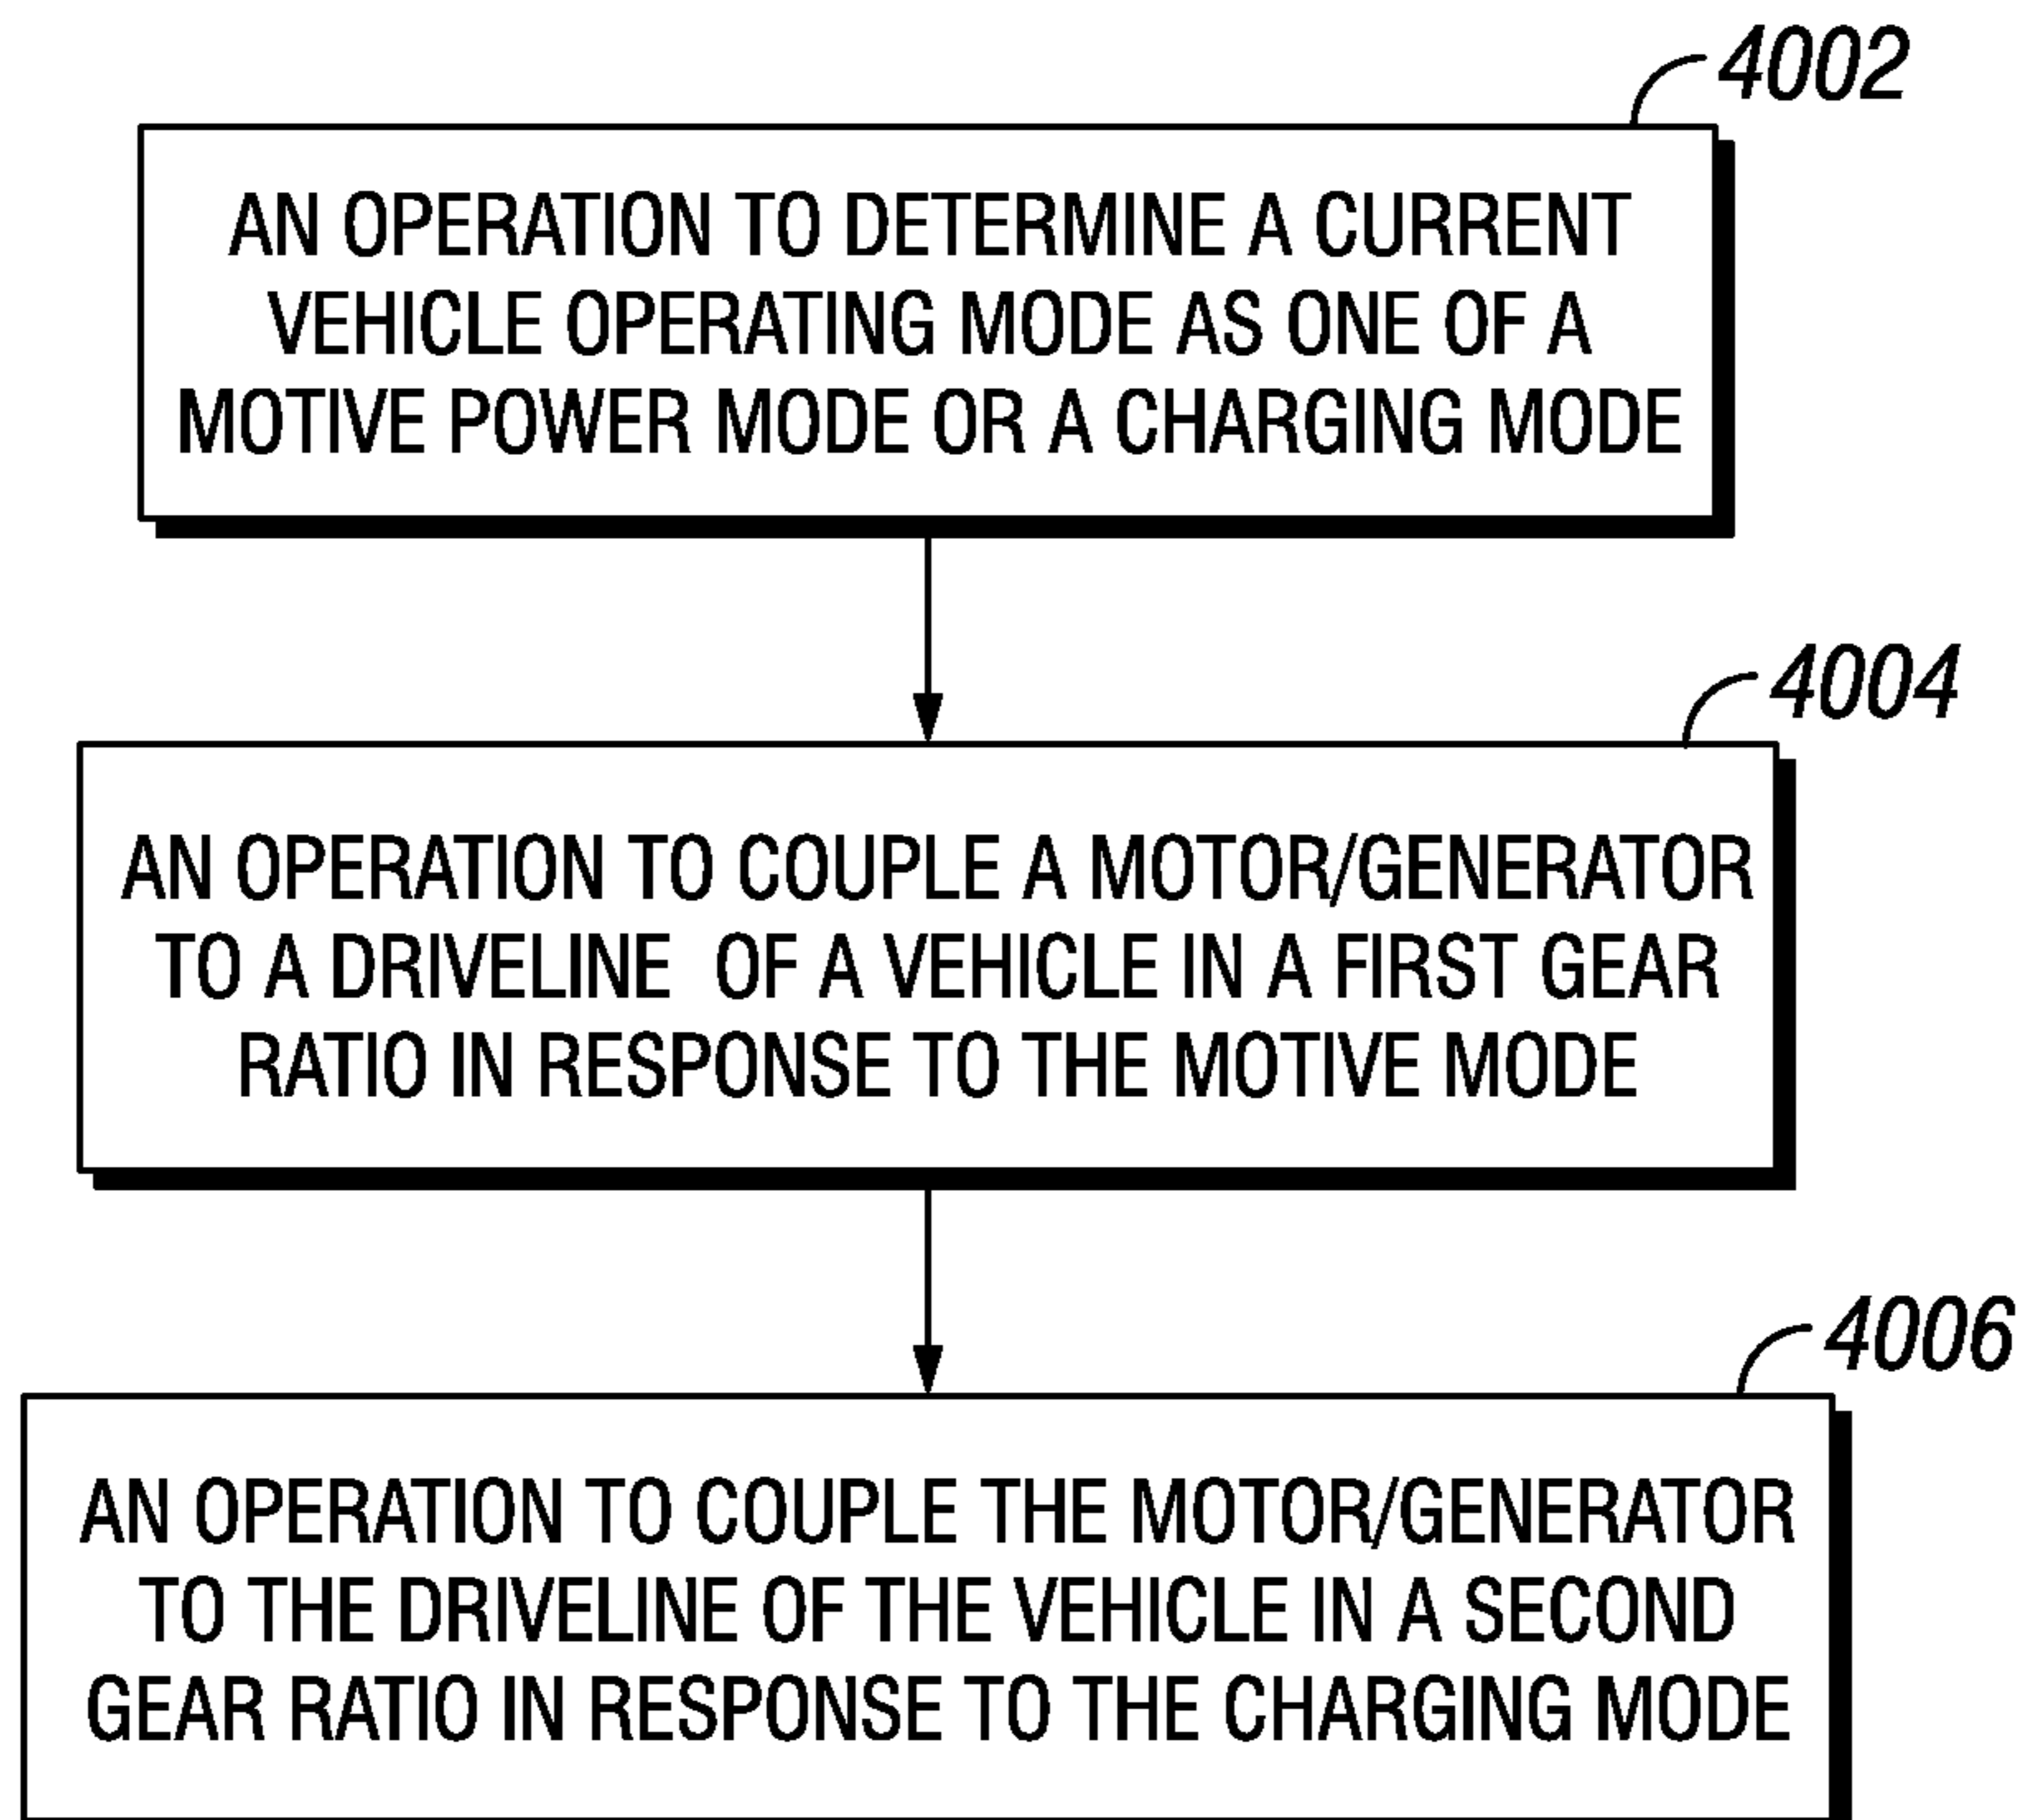 4002
AN OPERATION TO DETERMINE A CURRENT
VEHICLE OPERATING MODE AS ONE OF A
MOTIVE POWER MODE OR A CHARGING MODE
4004
AN OPERATION TO COUPLE A MOTOR/GENERATOR
TO A DRIVELINE OF A VEHICLE IN A FIRST GEAR
RATIO IN RESPONSE TO THE MOTIVE MODE
4006
AN OPERATION TO COUPLE THE MOTOR/GENERATOR
TO THE DRIVELINE OF THE VEHICLE IN A SECOND
GEAR RATIO IN RESPONSE TO THE CHARGING MODE